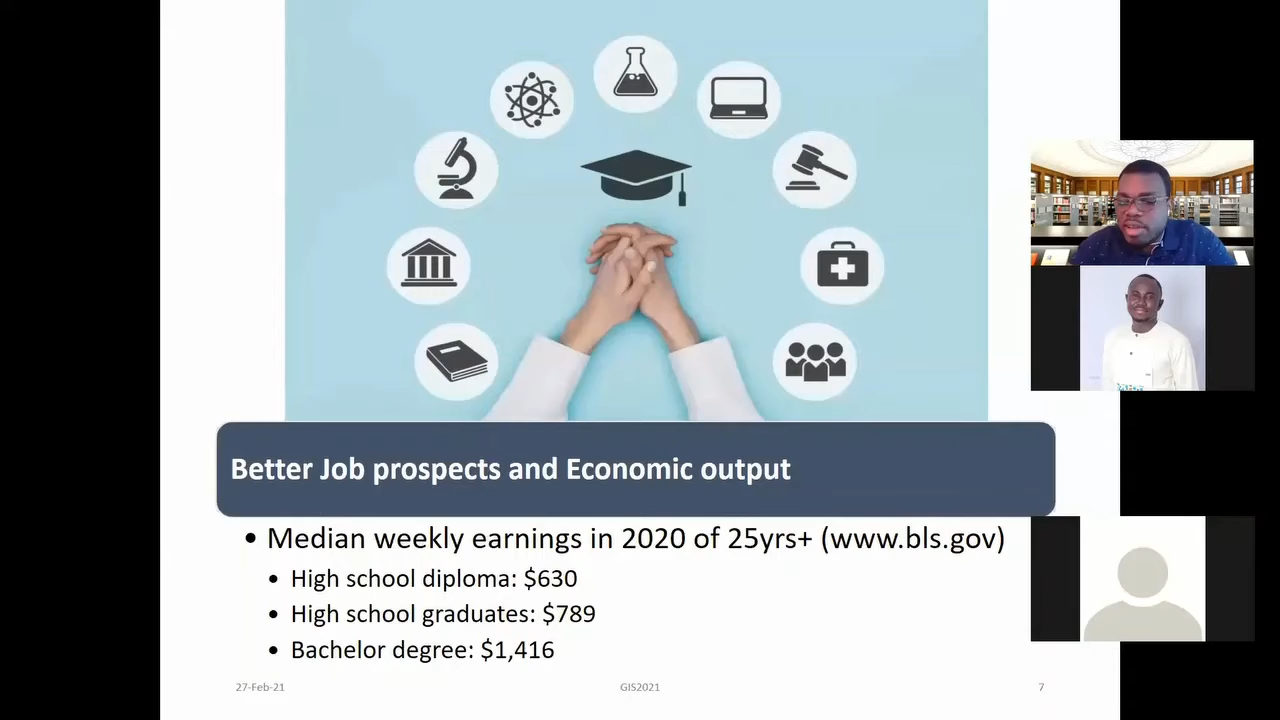 Better Job prospects and Economic output
• Median weekly earnings in 2020 of 25yrs+ (www.bls.gov)
• High school diploma: $630
• High school graduates: $789
• Bachelor degree: $1,416
27-Feb-21
GIS2021
7